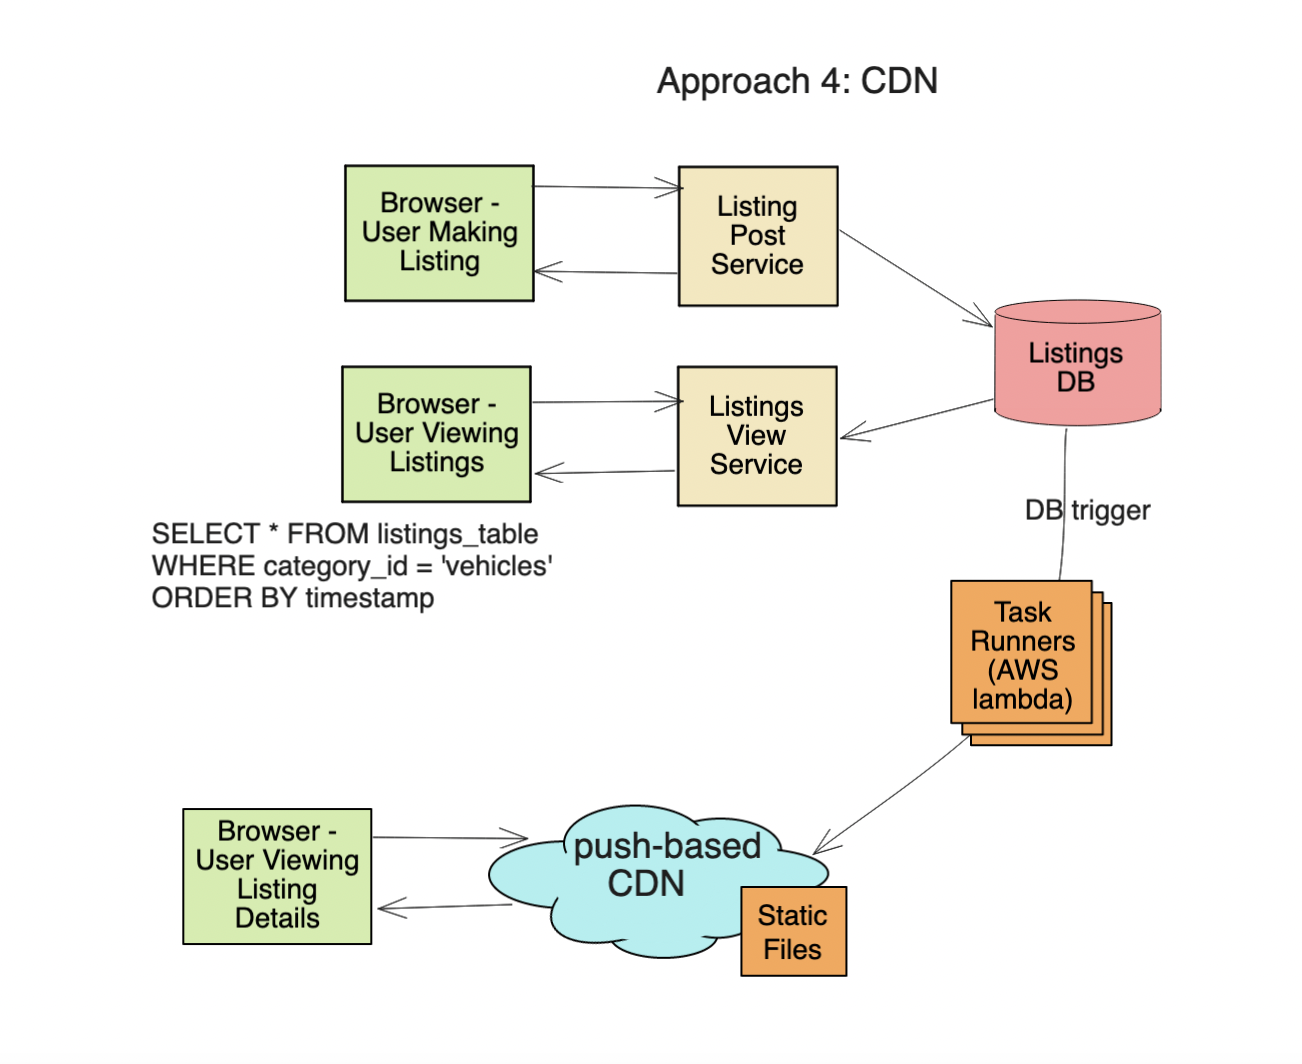 Approach 4: CDN
Browser -
User Making
Listing
Listing
Post
Service
Listings
DB
Browser -
User Viewing
Listings
Listings
View
Service
SELECT * FROM listings_table
WHERE category_id = 'vehicles'
ORDER BY timestamp
DB trigger
Task
Runners
(AWS
lambda)
Browser -
User Viewing
Listing
Details
push-based
CDN
Static
Files